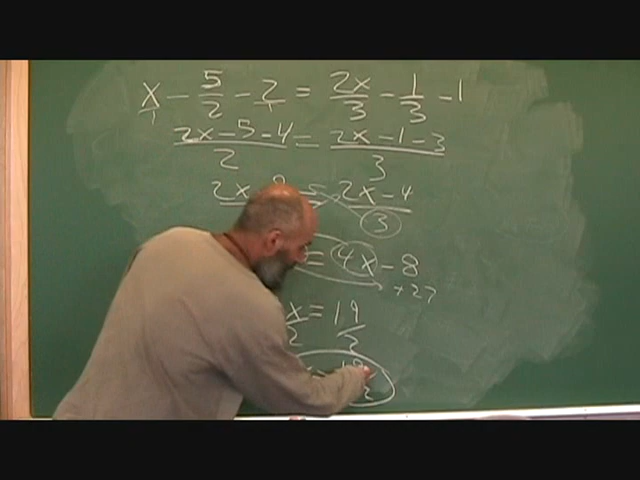 x/1 - 5/2 - 2/1 = 2x/3 - 1/3 - 1
2x-5-4/2 = 2x-1-3/3
2x-9 = 2x-4/3
= 4x-8
+27
x/2 = 19/2